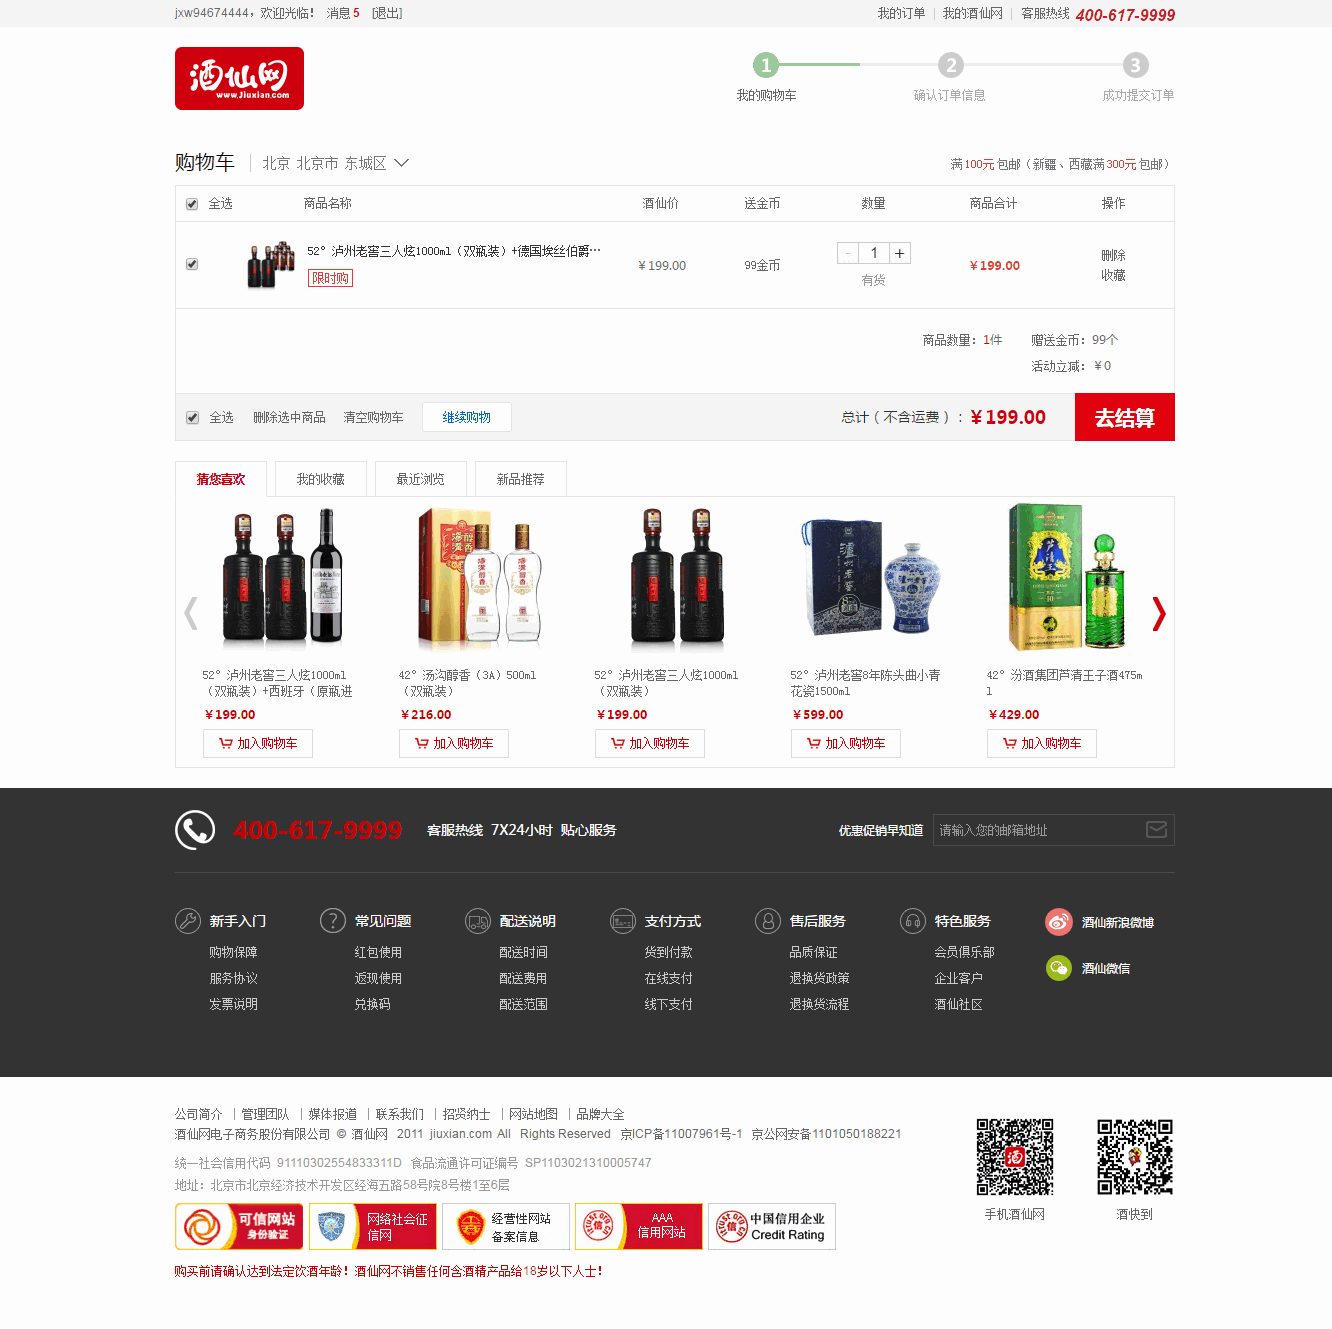 jxw94674444，欢迎光临！ 消息 5 [退出]
我的订单 | 我的酒仙网 | 客服热线 400-617-9999
酒仙网
www.Jiuxian.com
1 2 3
我的购物车 确认订单信息 成功提交订单
购物车 北京 北京市 东城区
满100元包邮（新疆、西藏满300元包邮）
全选 商品名称 酒仙价 送金币 数量 商品合计 操作
52° 泸州老窖三人炫1000ml（双瓶装）+德国埃丝伯爵…
限时购
￥199.00 99金币 - 1 + ￥199.00
有货
删除
收藏
商品数量：1件 赠送金币：99个
活动立减：￥0
全选 删除选中商品 清空购物车 继续购物 总计（不含运费）：￥199.00 去结算
猜您喜欢 我的收藏 最近浏览 新品推荐
52° 泸州老窖三人炫1000ml
（双瓶装）+西班牙（原瓶进
￥199.00
加入购物车
42° 汤沟醇香（3A）500ml
（双瓶装）
￥216.00
加入购物车
52° 泸州老窖三人炫1000ml
（双瓶装）
￥199.00
加入购物车
52° 泸州老窖8年陈头曲小青
花瓷1500ml
￥599.00
加入购物车
42° 汾酒集团芦清王子酒475m
l
￥429.00
加入购物车
400-617-9999 客服热线 7X24小时 贴心服务
优惠促销早知道 请输入您的邮箱地址
新手入门 常见问题 配送说明 支付方式 售后服务 特色服务 酒仙新浪微博
购物保障 红包使用 配送时间 货到付款 品质保证 会员俱乐部
服务协议 返现使用 配送费用 在线支付 退换货政策 企业客户 酒仙微信
发票说明 兑换码 配送范围 线下支付 退换货流程 酒仙社区
公司简介 | 管理团队 | 媒体报道 | 联系我们 | 招贤纳士 | 网站地图 | 品牌大全
酒仙网电子商务股份有限公司 © 酒仙网 2011 jiuxian.com All Rights Reserved 京ICP备11007961号-1 京公网安备1101050188221
统一社会信用代码 91110302554833311D 食品流通许可证编号 SP1103021310005747
地址：北京市北京经济技术开发区经海五路58号院8号楼1至6层
可信网站
身份验证
网络社会征
信网
经营性网站
备案信息
AAA
信用网站
中国信用企业
Credit Rating
手机酒仙网 酒快到
购买前请确认达到法定饮酒年龄！酒仙网不销售任何含酒精产品给18岁以下人士！